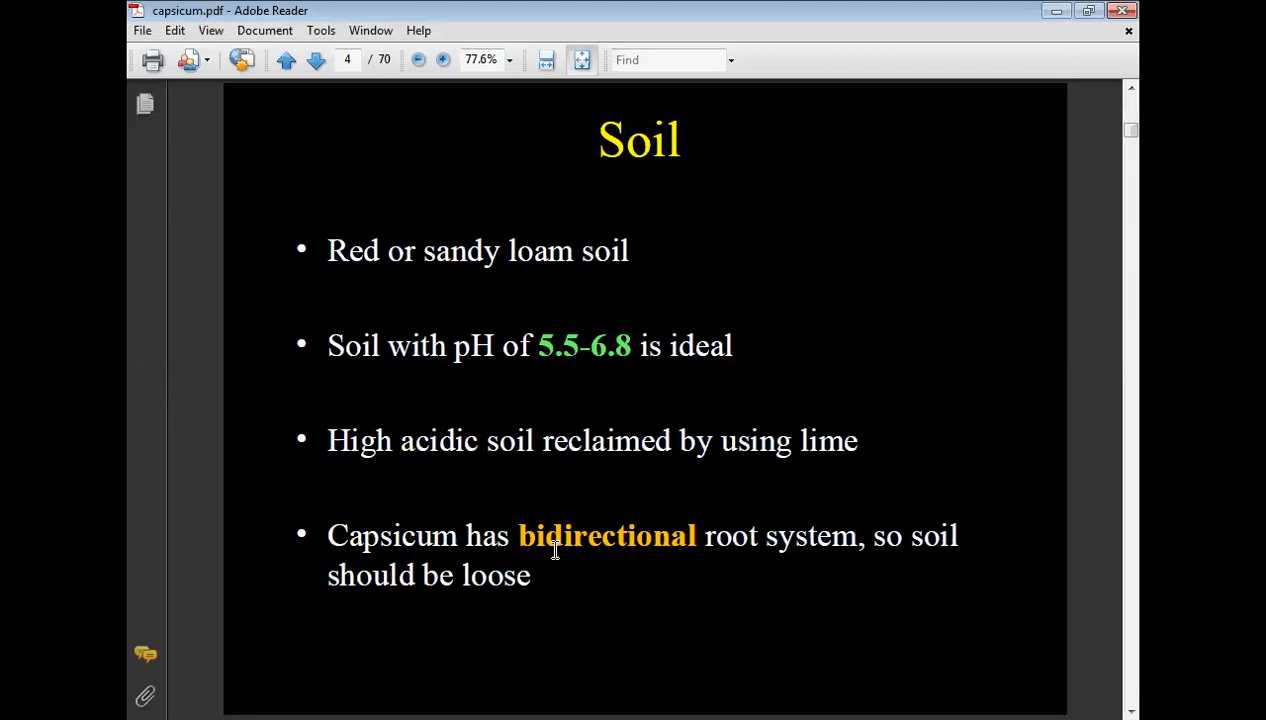 capsicum.pdf - Adobe Reader
File Edit View Document Tools Window Help
4 / 70 77.6% Find
Soil
• Red or sandy loam soil
• Soil with pH of 5.5-6.8 is ideal
• High acidic soil reclaimed by using lime
• Capsicum has bidirectional root system, so soil
should be loose